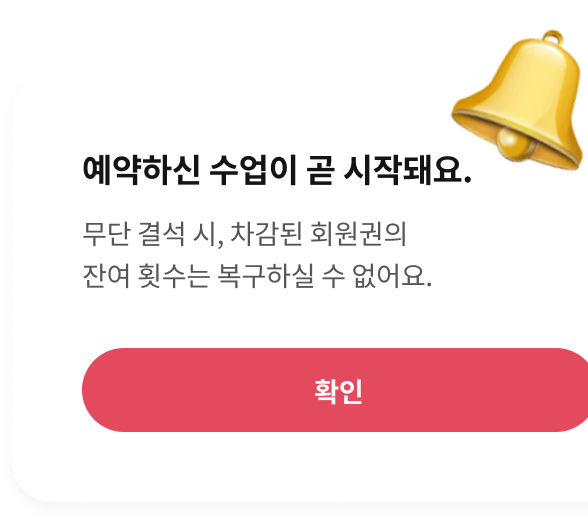 예약하신 수업이 곧 시작돼요.
무단 결석 시, 차감된 회원권의
잔여 횟수는 복구하실 수 없어요.
확인